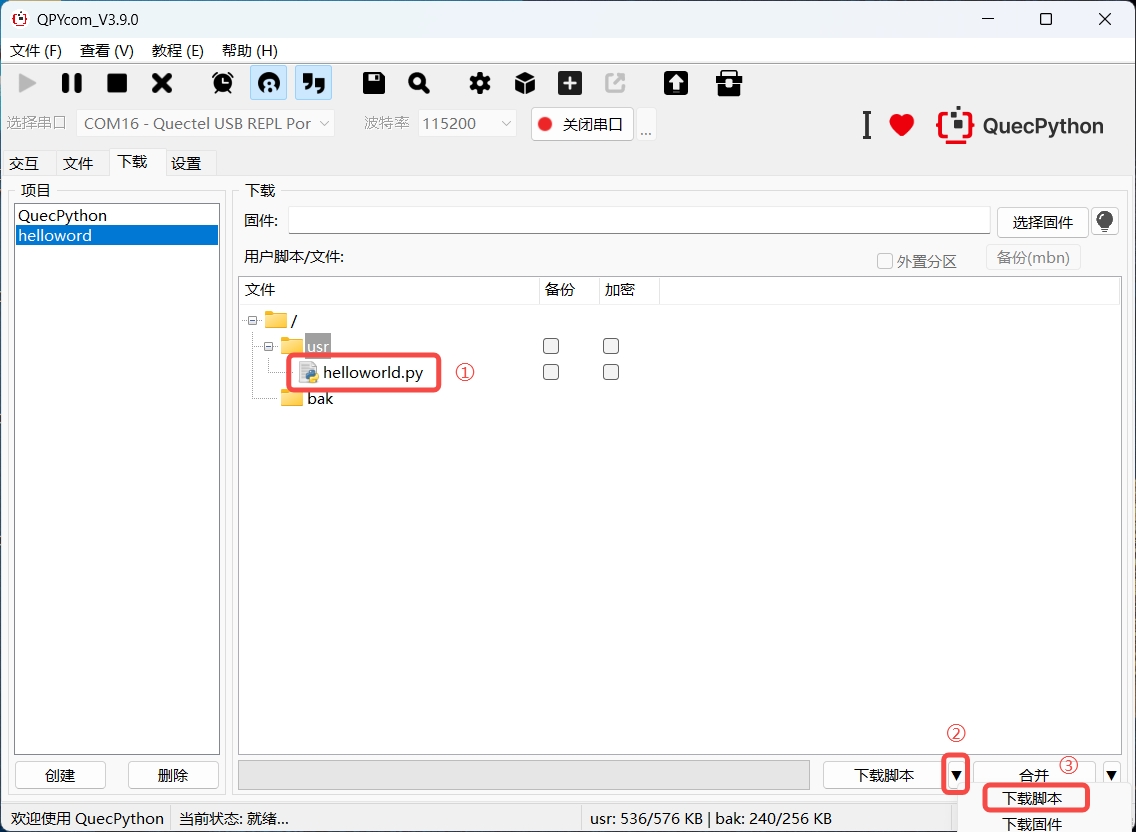 QPYcom_V3.9.0
文件 (F) 查看 (V) 教程 (E) 帮助 (H)
选择串口 COM16 - Quectel USB REPL Por 波特率 115200 关闭串口 ... QuecPython
交互 文件 下载 设置
项目
QuecPython
helloword
创建 删除
下载
固件: 选择固件
用户脚本/文件: 外置分区 备份(mbn)
文件 备份 加密
/
usr
helloworld.py ①
bak
②
下载脚本 合并 ③
下载脚本
下载固件
欢迎使用 QuecPython 当前状态: 就绪... usr: 536/576 KB | bak: 240/256 KB